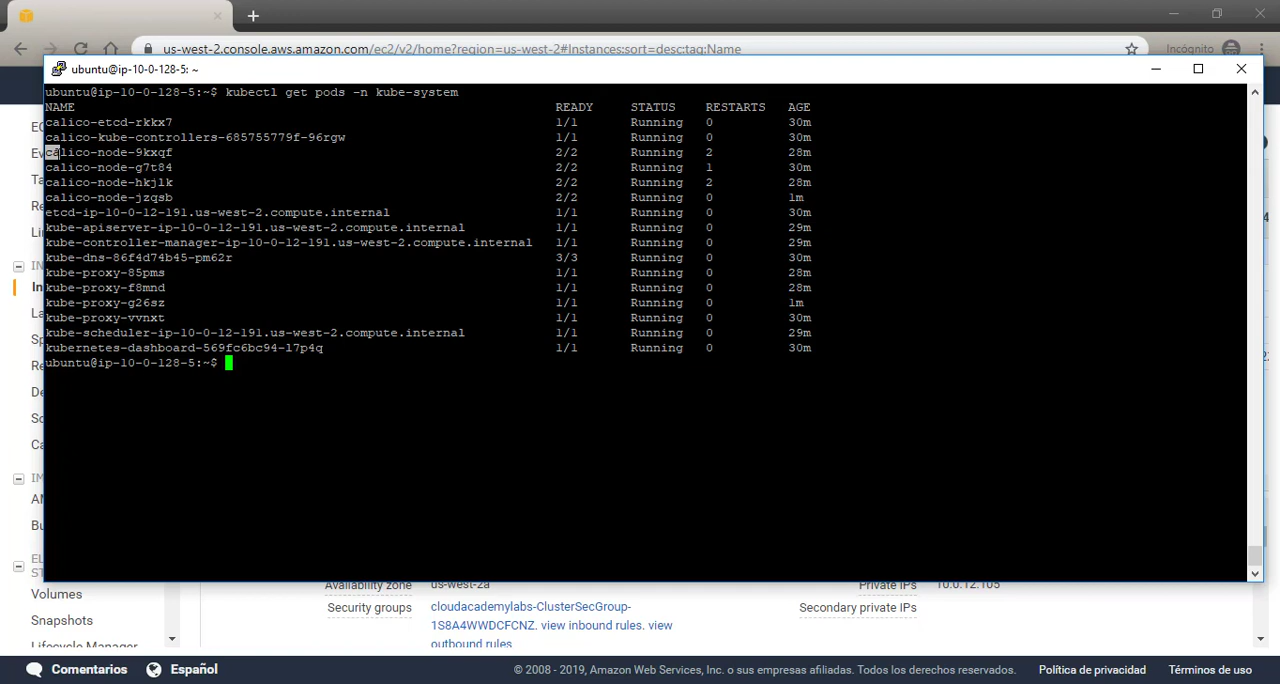 us-west-2.console.aws.amazon.com/ec2/v2/home?region=us-west-2#Instances:sort=desc:tag:Name
Incógnito
ubuntu@ip-10-0-128-5: ~
ubuntu@ip-10-0-128-5:~$ kubectl get pods -n kube-system
NAME READY STATUS RESTARTS AGE
calico-etcd-rkkx7 1/1 Running 0 30m
calico-kube-controllers-685755779f-96rgw 1/1 Running 0 30m
calico-node-9kxqf 2/2 Running 2 28m
calico-node-g7t84 2/2 Running 1 30m
calico-node-hkjlk 2/2 Running 2 28m
calico-node-jzqsb 2/2 Running 0 1m
etcd-ip-10-0-12-191.us-west-2.compute.internal 1/1 Running 0 30m
kube-apiserver-ip-10-0-12-191.us-west-2.compute.internal 1/1 Running 0 29m
kube-controller-manager-ip-10-0-12-191.us-west-2.compute.internal 1/1 Running 0 29m
kube-dns-86f4d74b45-pm62r 3/3 Running 0 30m
kube-proxy-85pms 1/1 Running 0 28m
kube-proxy-f8mnd 1/1 Running 0 28m
kube-proxy-g26sz 1/1 Running 0 1m
kube-proxy-vvnxt 1/1 Running 0 30m
kube-scheduler-ip-10-0-12-191.us-west-2.compute.internal 1/1 Running 0 29m
kubernetes-dashboard-569fc6bc94-l7p4q 1/1 Running 0 30m
ubuntu@ip-10-0-128-5:~$
Volumes
Snapshots
Lifecycle Manager
Availability zone us-west-2a
Private IPs 10.0.12.105
Security groups cloudacademylabs-ClusterSecGroup-
1S8A4WWDCFCNZ. view inbound rules. view
outbound rules
Secondary private IPs
Comentarios Español © 2008 - 2019, Amazon Web Services, Inc. o sus empresas afiliadas. Todos los derechos reservados. Política de privacidad Términos de uso